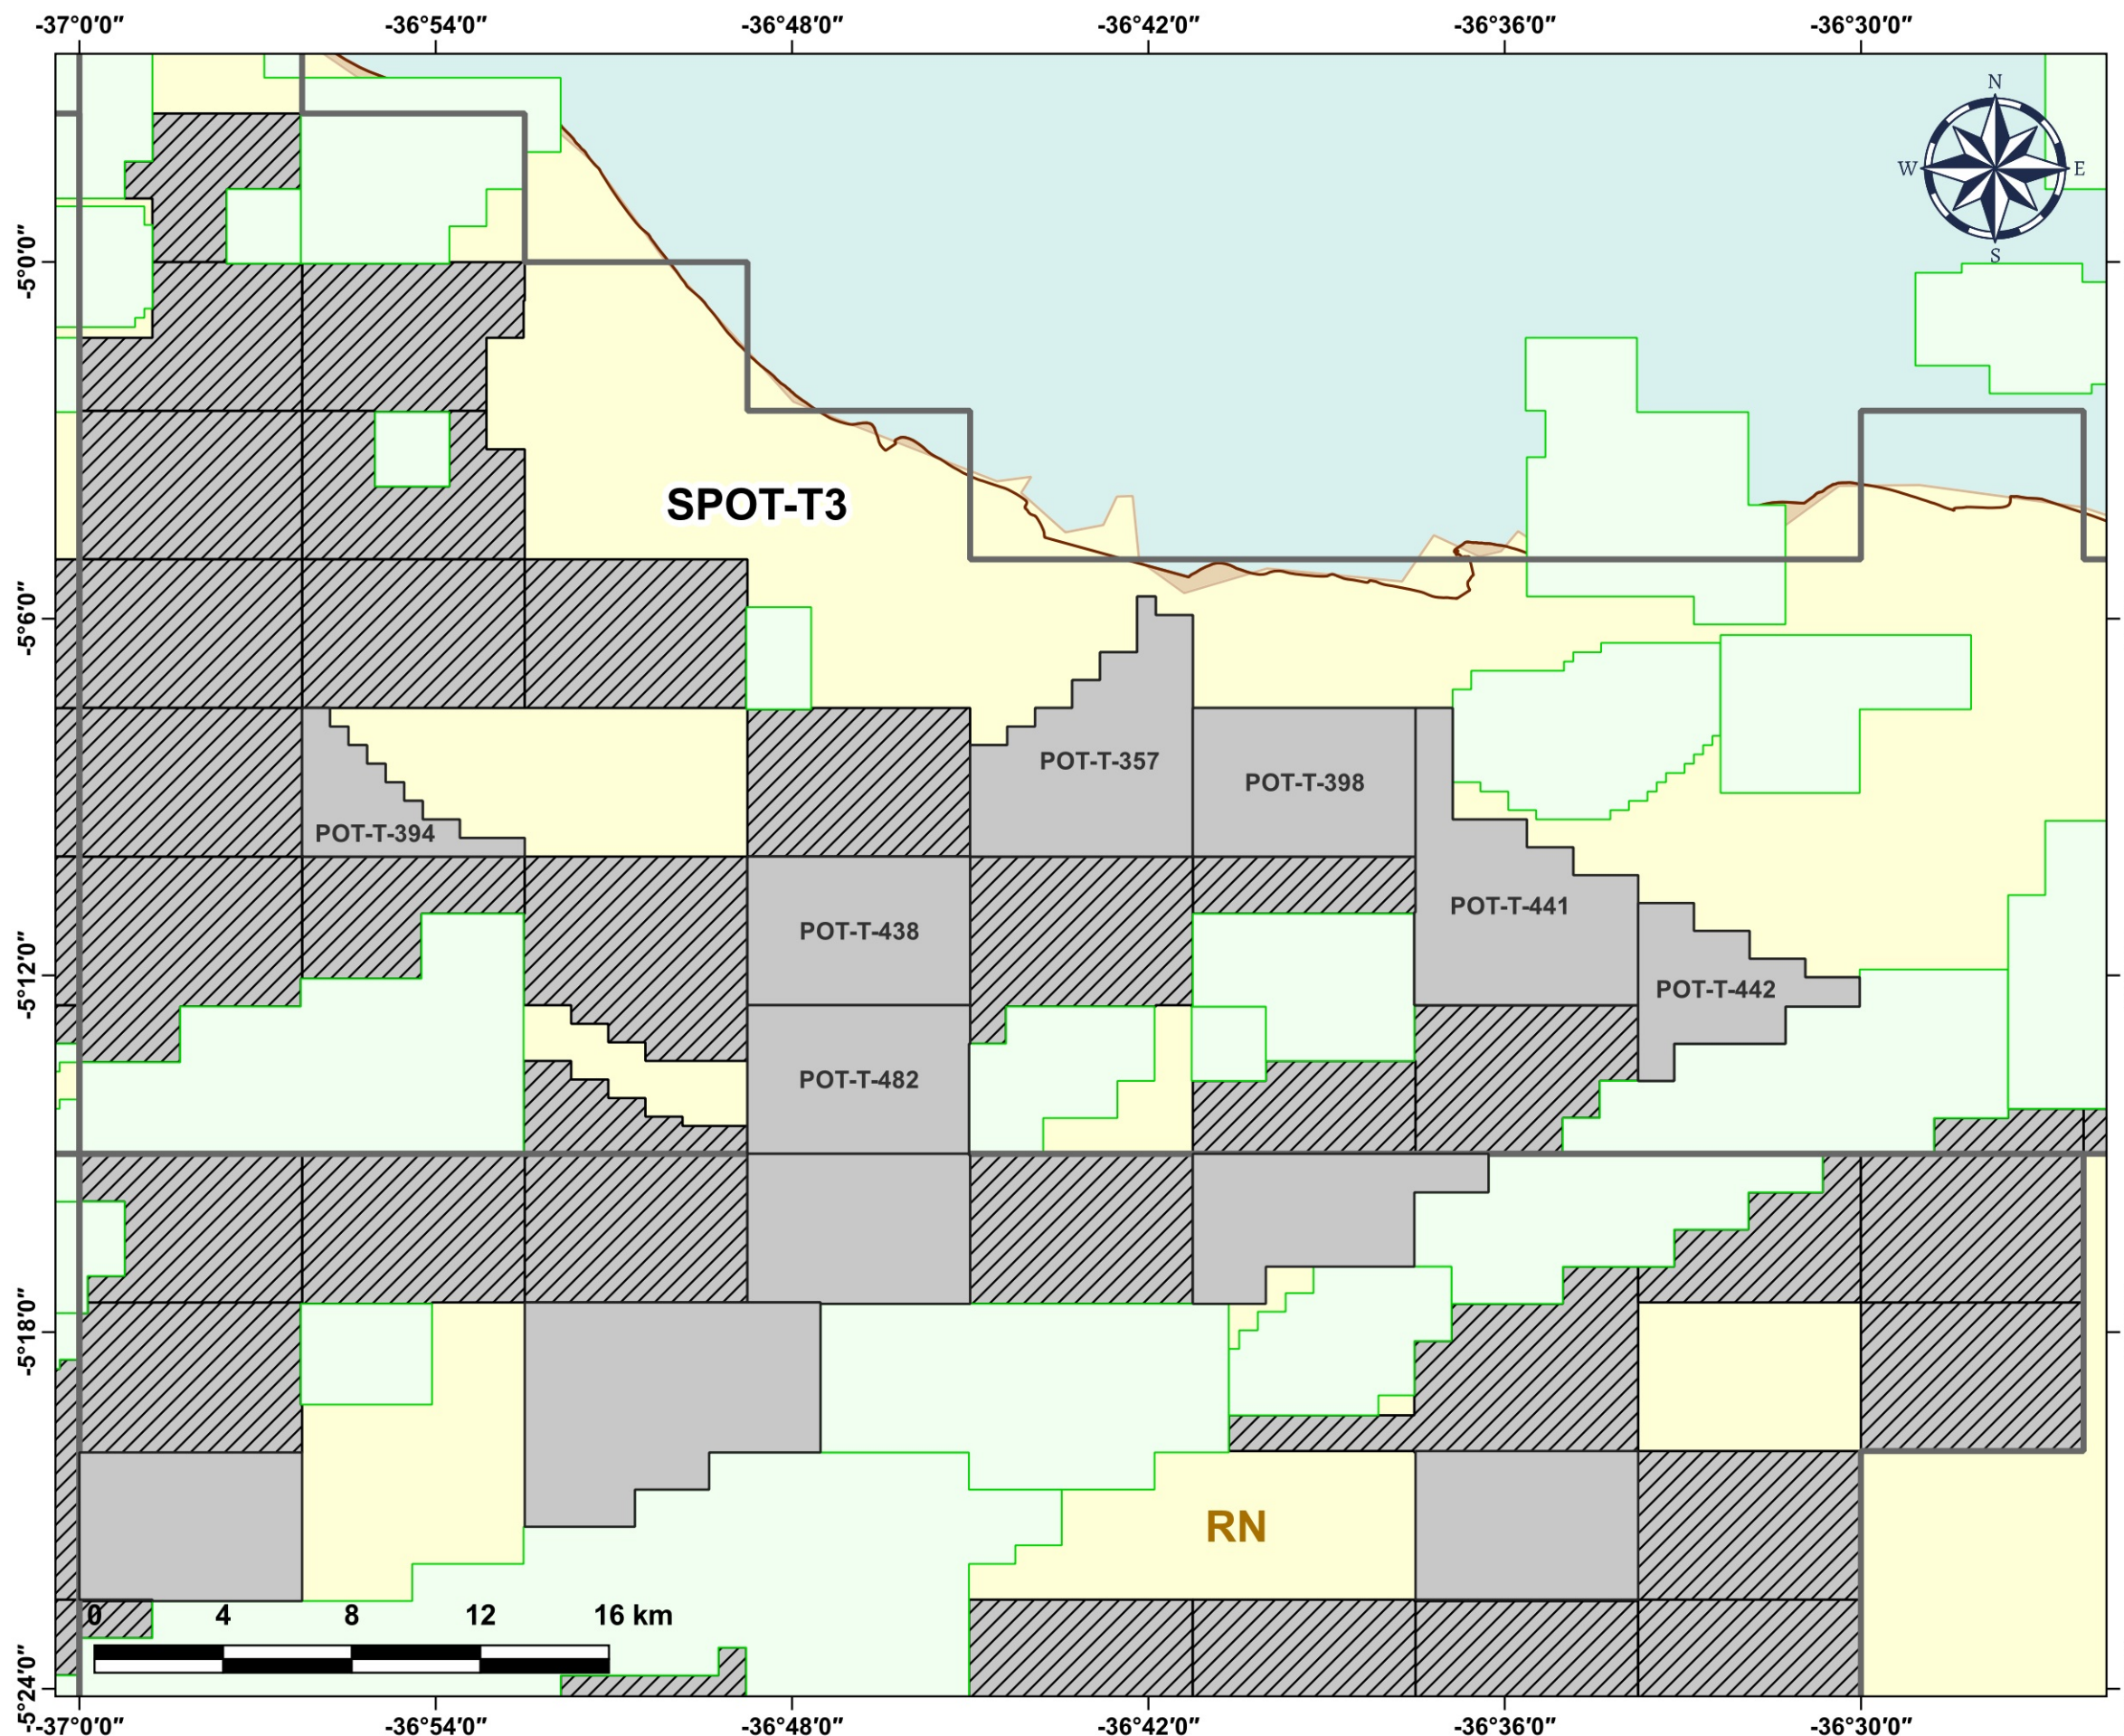 -37°0'0" -36°54'0" -36°48'0" -36°42'0" -36°36'0" -36°30'0"
N
W E
S
-5°0'0"
SPOT-T3
-5°6'0"
POT-T-357
POT-T-398
POT-T-394
POT-T-441
POT-T-438
-5°12'0"
POT-T-442
POT-T-482
-5°18'0"
RN
0 4 8 12 16 km
-5°24'0"
-37°0'0" -36°54'0" -36°48'0" -36°42'0" -36°36'0" -36°30'0"